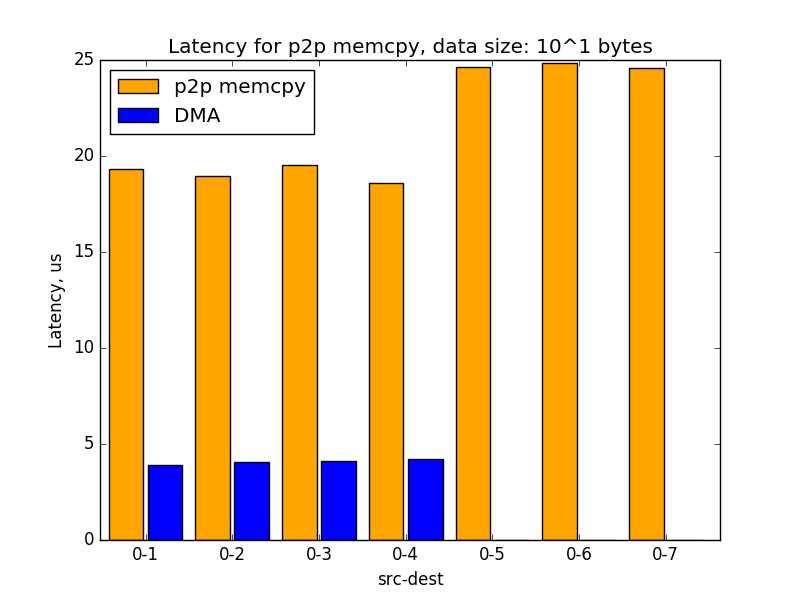 Latency for p2p memcpy, data size: 10^1 bytes
p2p memcpy
DMA
25
20
15
10
5
0
Latency, us
0-1 0-2 0-3 0-4 0-5 0-6 0-7
src-dest